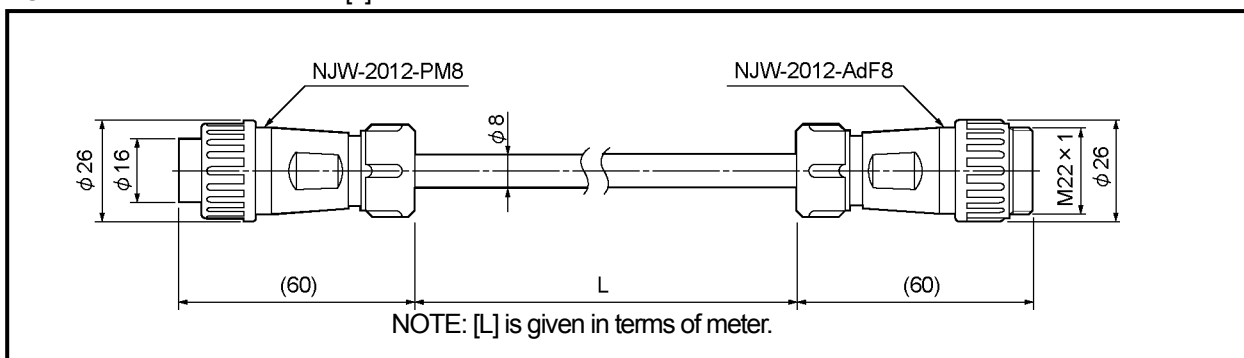 NJW-2012-PM8
NJW-2012-AdF8
φ26
φ16
φ8
M22×1
φ26
(60)
L
(60)
NOTE: [L] is given in terms of meter.